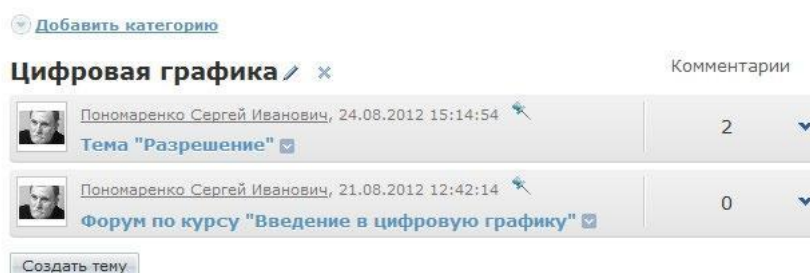 Добавить категорию
Цифровая графика
Комментарии
Пономаренко Сергей Иванович, 24.08.2012 15:14:54
Тема "Разрешение"
2
Пономаренко Сергей Иванович, 21.08.2012 12:42:14
Форум по курсу "Введение в цифровую графику"
0
Создать тему